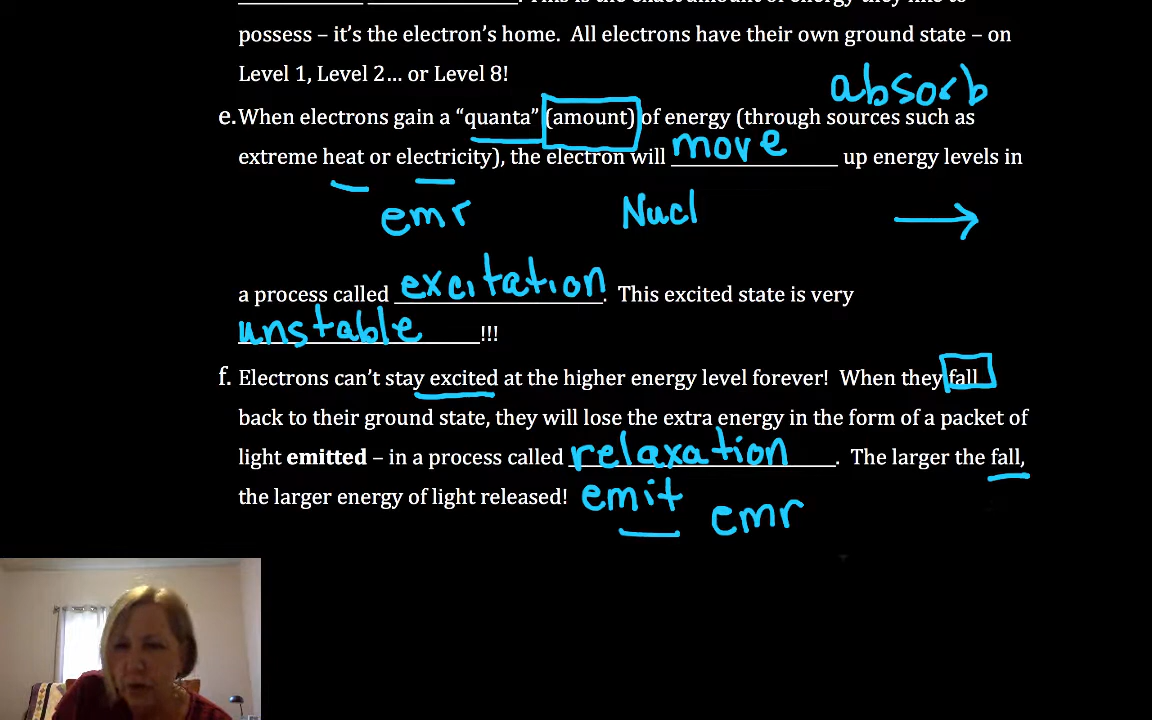 possess – it's the electron's home. All electrons have their own ground state – on
Level 1, Level 2… or Level 8!
absorb
e. When electrons gain a "quanta" (amount) of energy (through sources such as
extreme heat or electricity), the electron will move up energy levels in
emr Nucl →
a process called excitation. This excited state is very
unstable!!!
f. Electrons can't stay excited at the higher energy level forever! When they fall
back to their ground state, they will lose the extra energy in the form of a packet of
light emitted – in a process called relaxation. The larger the fall,
the larger energy of light released! emit emr